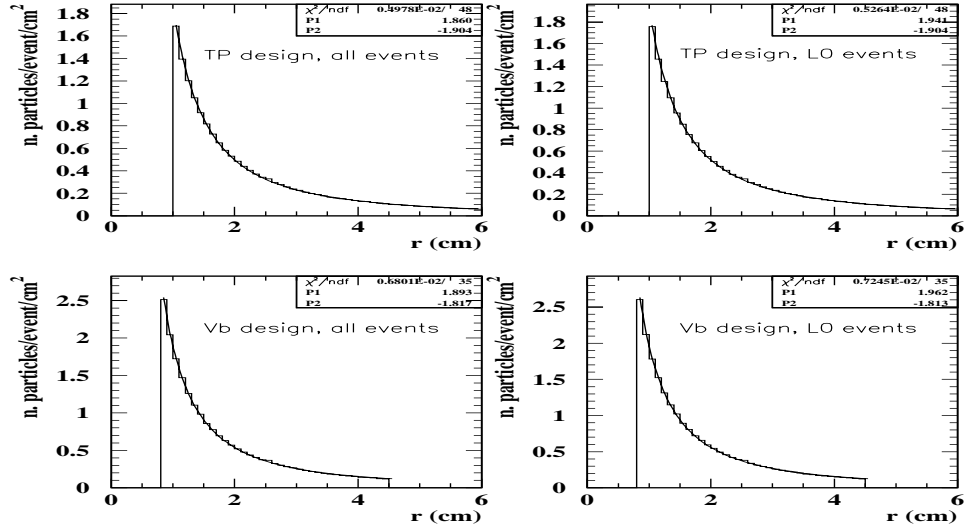 χ²/ndf 0.4978E-02/ 48
P1 1.860
P2 -1.904
TP design, all events
n. particles/event/cm²
1.8
1.6
1.4
1.2
1
0.8
0.6
0.4
0.2
0
0 2 4 6
r (cm)
χ²/ndf 0.5264E-02/ 48
P1 1.941
P2 -1.904
TP design, L0 events
n. particles/event/cm²
1.8
1.6
1.4
1.2
1
0.8
0.6
0.4
0.2
0
0 2 4 6
r (cm)
χ²/ndf 0.6801E-02/ 35
P1 1.893
P2 -1.817
Vb design, all events
n. particles/event/cm²
2.5
2
1.5
1
0.5
0
0 2 4 6
r (cm)
χ²/ndf 0.7245E-02/ 35
P1 1.962
P2 -1.813
Vb design, L0 events
n. particles/event/cm²
2.5
2
1.5
1
0.5
0
0 2 4 6
r (cm)